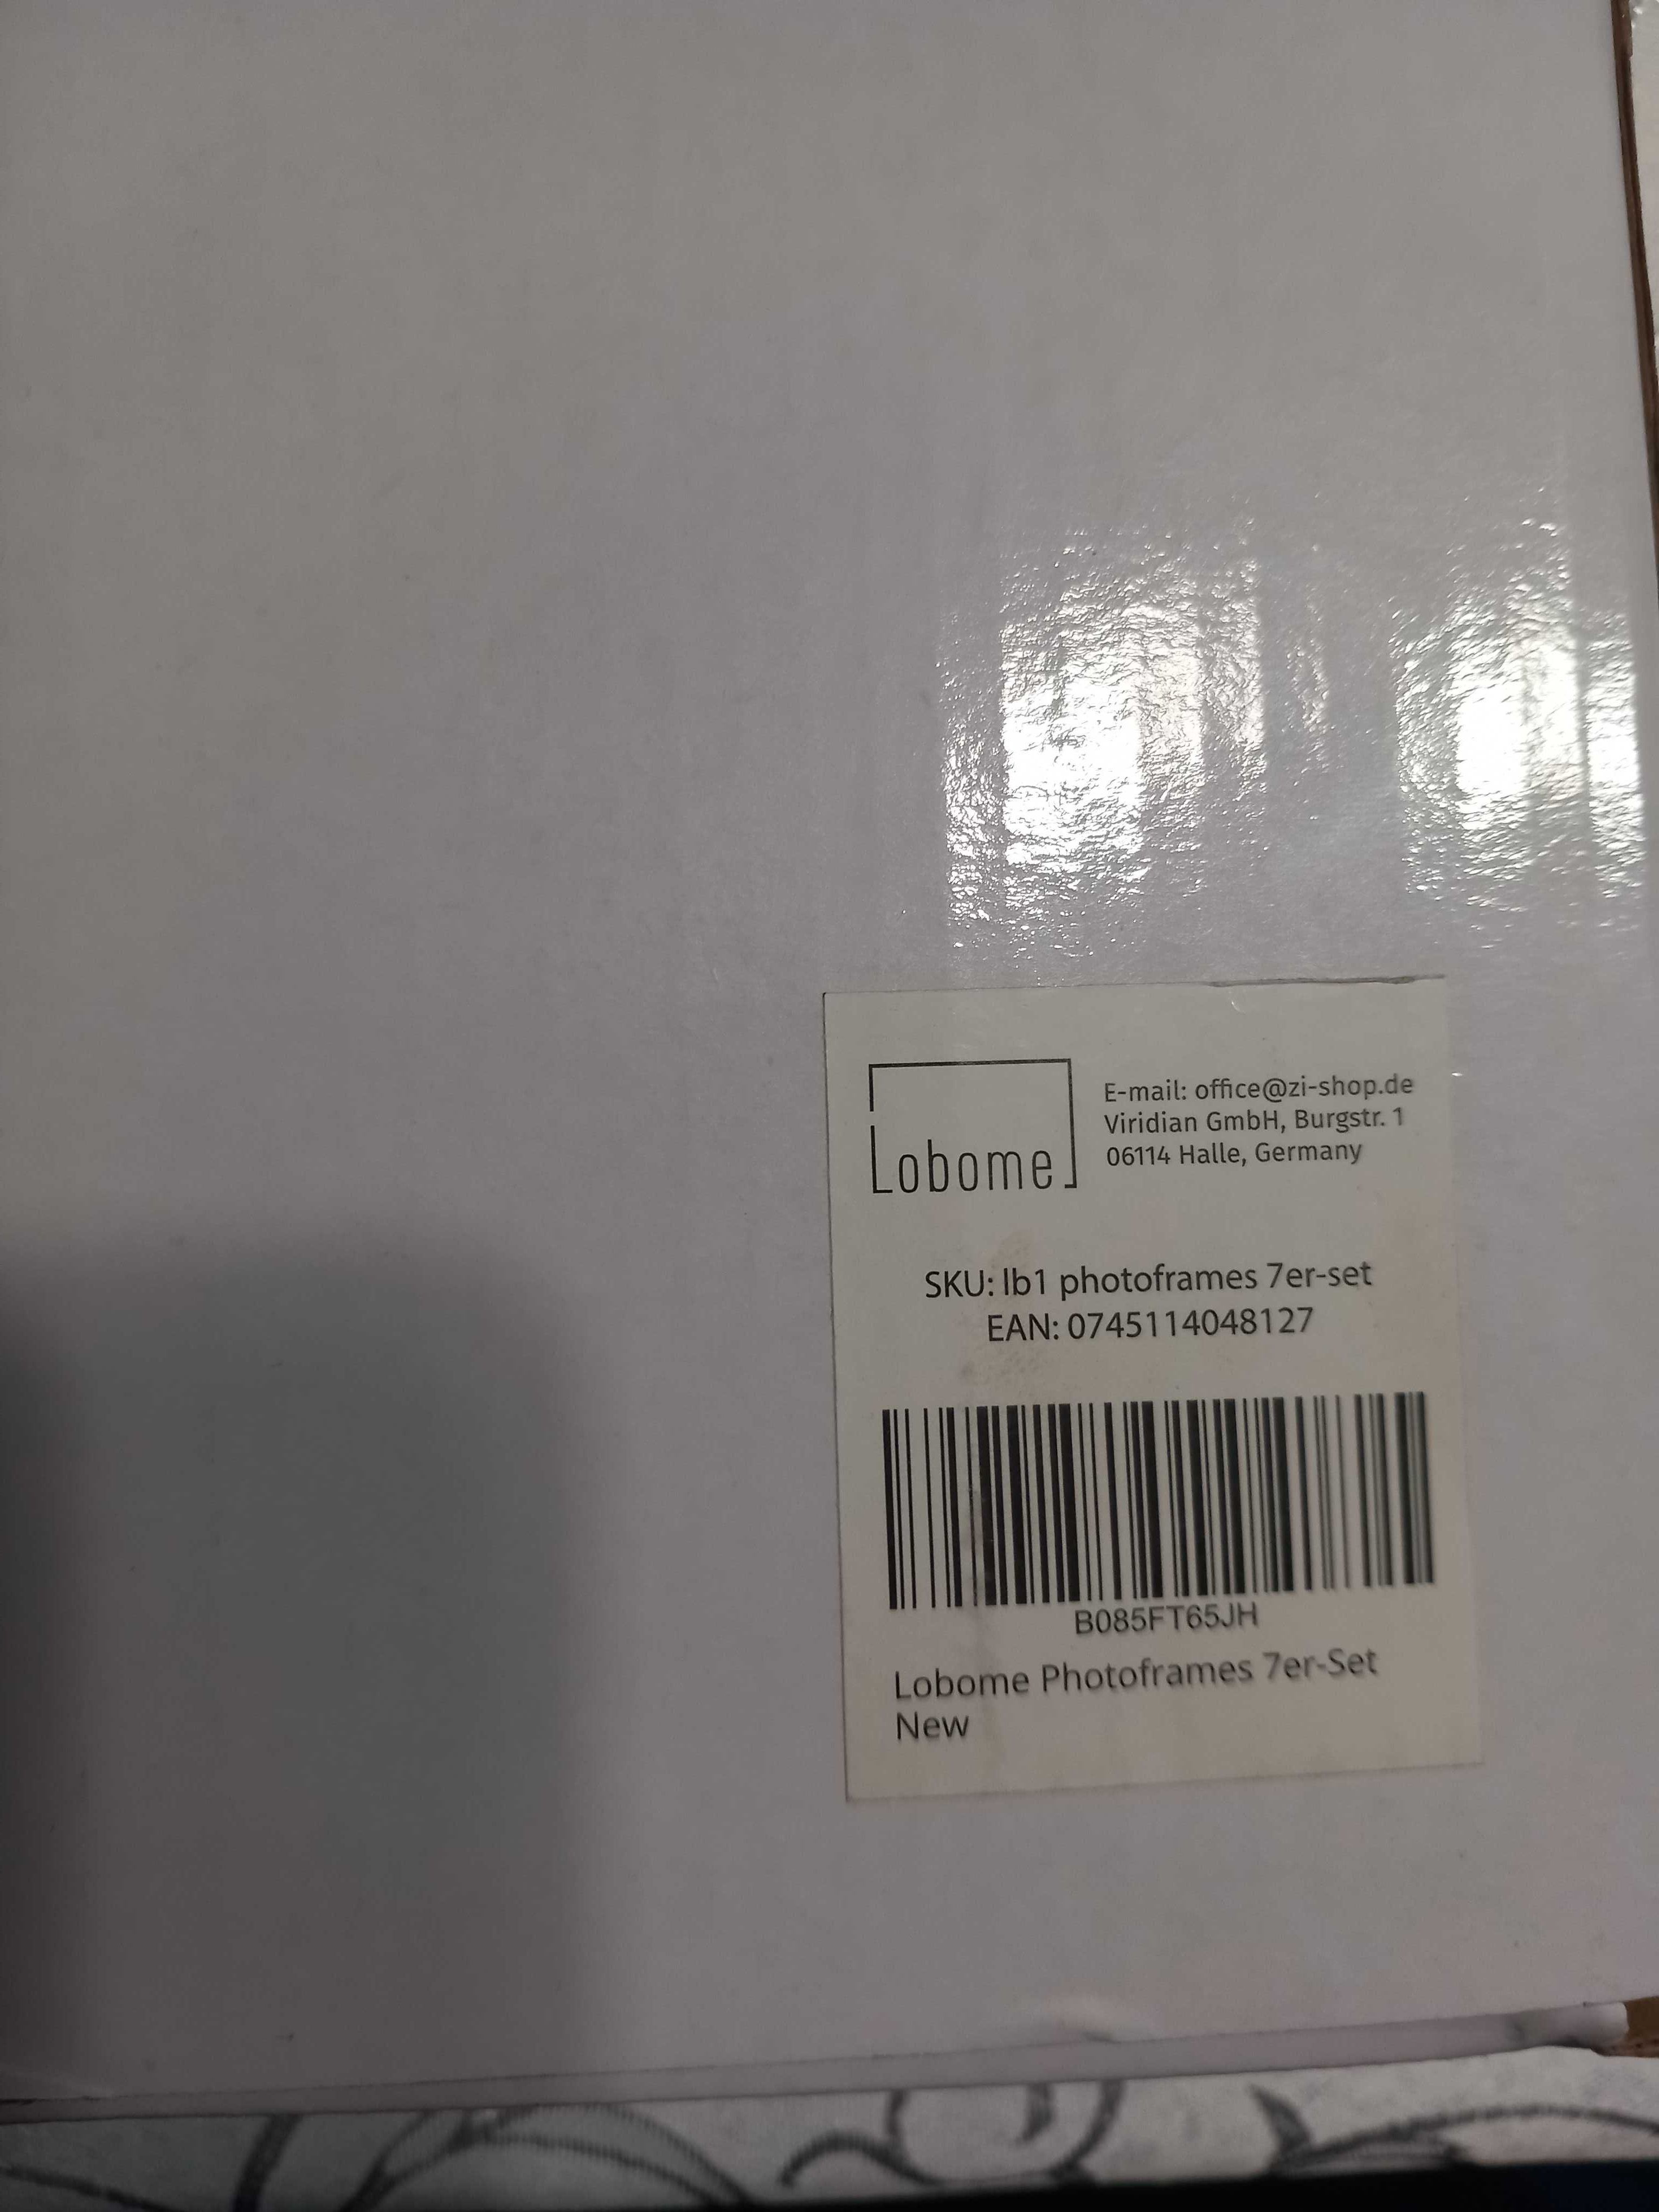 Lobome
E-mail: office@zi-shop.de
Viridian GmbH, Burgstr. 1
06114 Halle, Germany
SKU: lb1 photoframes 7er-set
EAN: 0745114048127
B085FT65JH
Lobome Photoframes 7er-Set
New